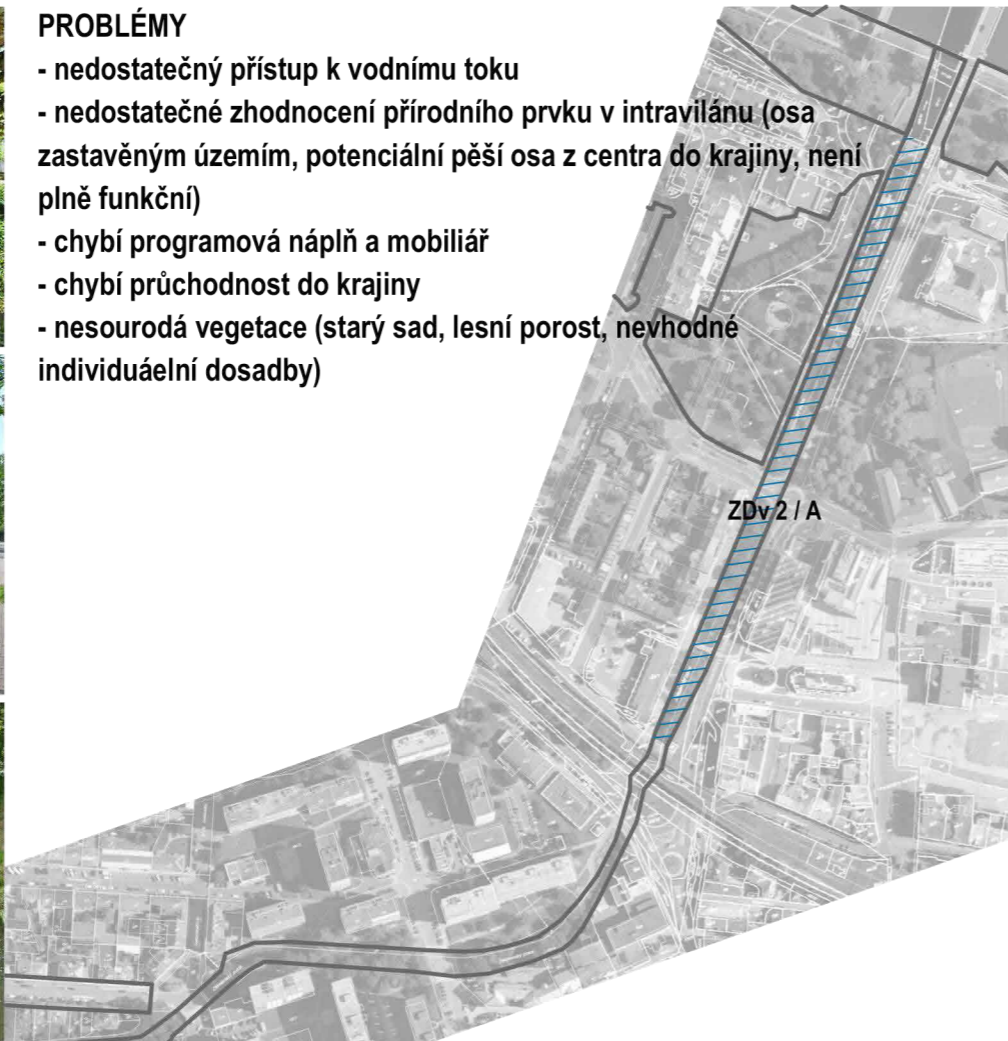 PROBLÉMY
- nedostatečný přístup k vodnímu toku
- nedostatečné zhodnocení přírodního prvku v intravilánu (osa
zastavěným územím, potenciální pěší osa z centra do krajiny, není
plně funkční)
- chybí programová náplň a mobiliář
- chybí průchodnost do krajiny
- nesourodá vegetace (starý sad, lesní porost, nevhodné
individuáelní dosadby)
ZDv 2 / A